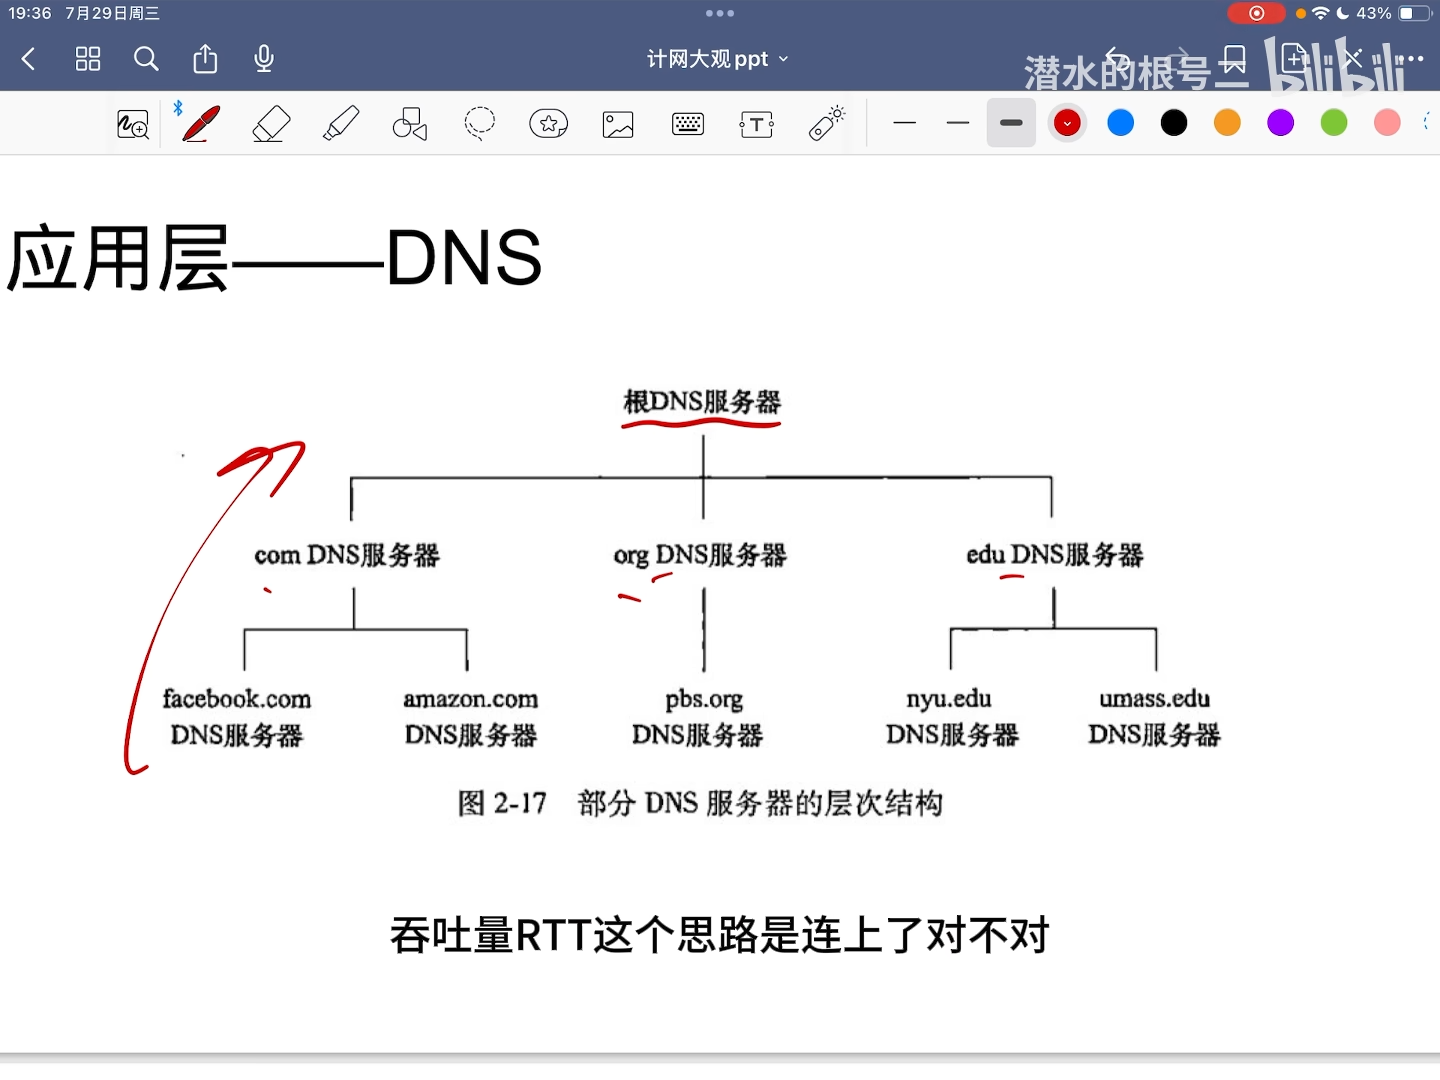 19:36 7月29日周三
43%
计网大观ppt
潜水的根号二 bilibili
应用层——DNS
根DNS服务器
com DNS服务器 org DNS服务器 edu DNS服务器
facebook.com amazon.com pbs.org nyu.edu umass.edu
DNS服务器 DNS服务器 DNS服务器 DNS服务器 DNS服务器
图 2-17 部分 DNS 服务器的层次结构
吞吐量RTT这个思路是连上了对不对